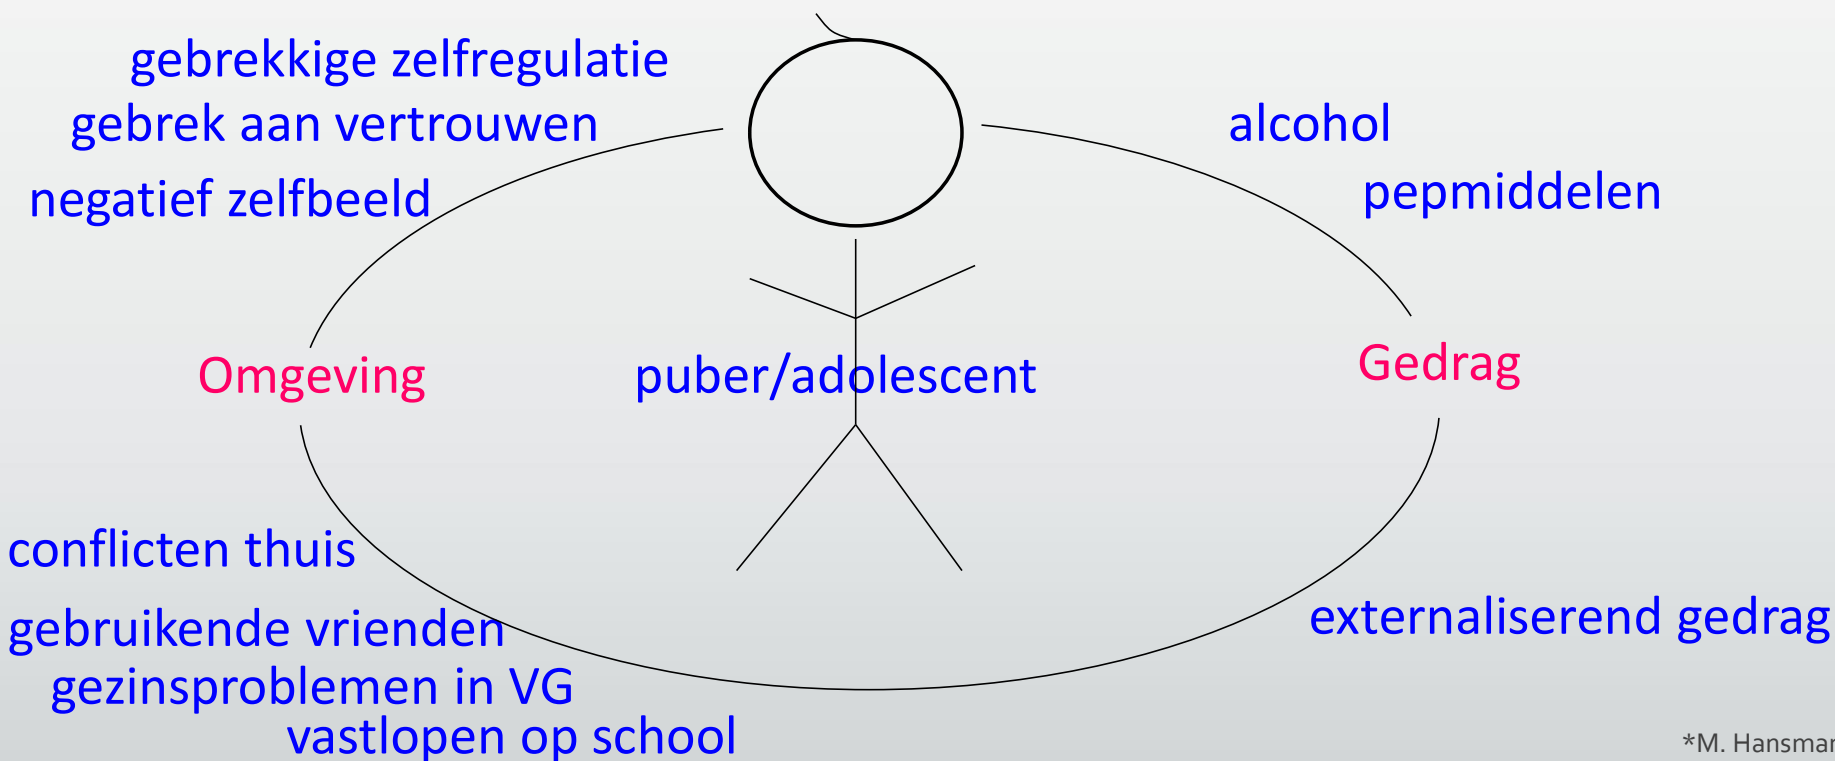 gebrekkige zelfregulatie
gebrek aan vertrouwen
negatief zelfbeeld
alcohol
pepmiddelen
Omgeving
puber/adolescent
Gedrag
conflicten thuis
gebruikende vrienden
gezinsproblemen in VG
vastlopen op school
externaliserend gedrag
*M. Hansmar